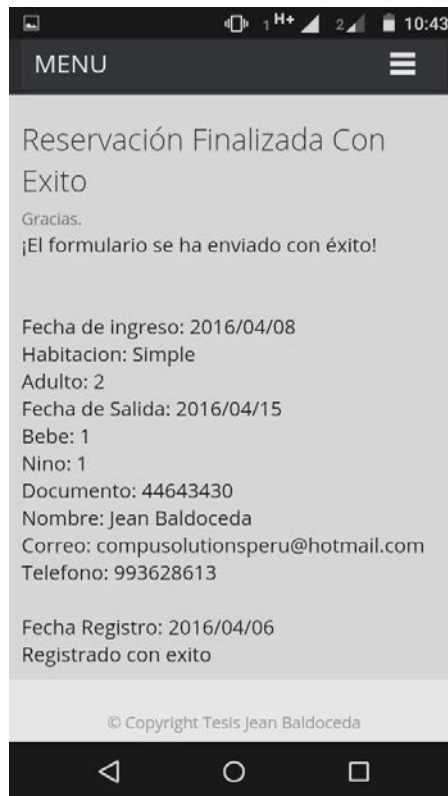 1 H+ 2 10:43
MENU
Reservación Finalizada Con
Exito
Gracias.
¡El formulario se ha enviado con éxito!
Fecha de ingreso: 2016/04/08
Habitacion: Simple
Adulto: 2
Fecha de Salida: 2016/04/15
Bebe: 1
Nino: 1
Documento: 44643430
Nombre: Jean Baldoceda
Correo: compusolutionsperu@hotmail.com
Telefono: 993628613
Fecha Registro: 2016/04/06
Registrado con exito
© Copyright Tesis Jean Baldoceda